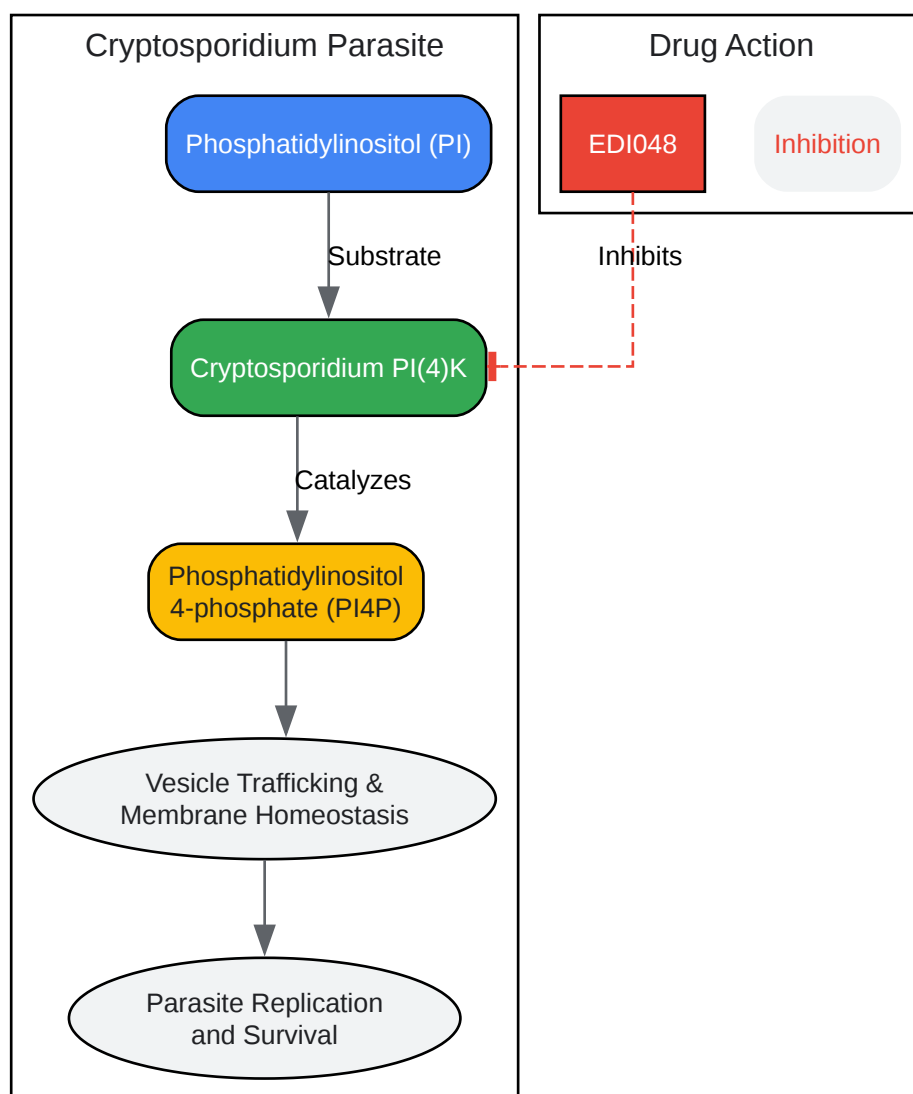 Cryptosporidium Parasite
Drug Action
Phosphatidylinositol (PI)
EDI048
Inhibition
Substrate
Inhibits
Cryptosporidium PI(4)K
Catalyzes
Phosphatidylinositol
4-phosphate (PI4P)
Vesicle Trafficking &
Membrane Homeostasis
Parasite Replication
and Survival